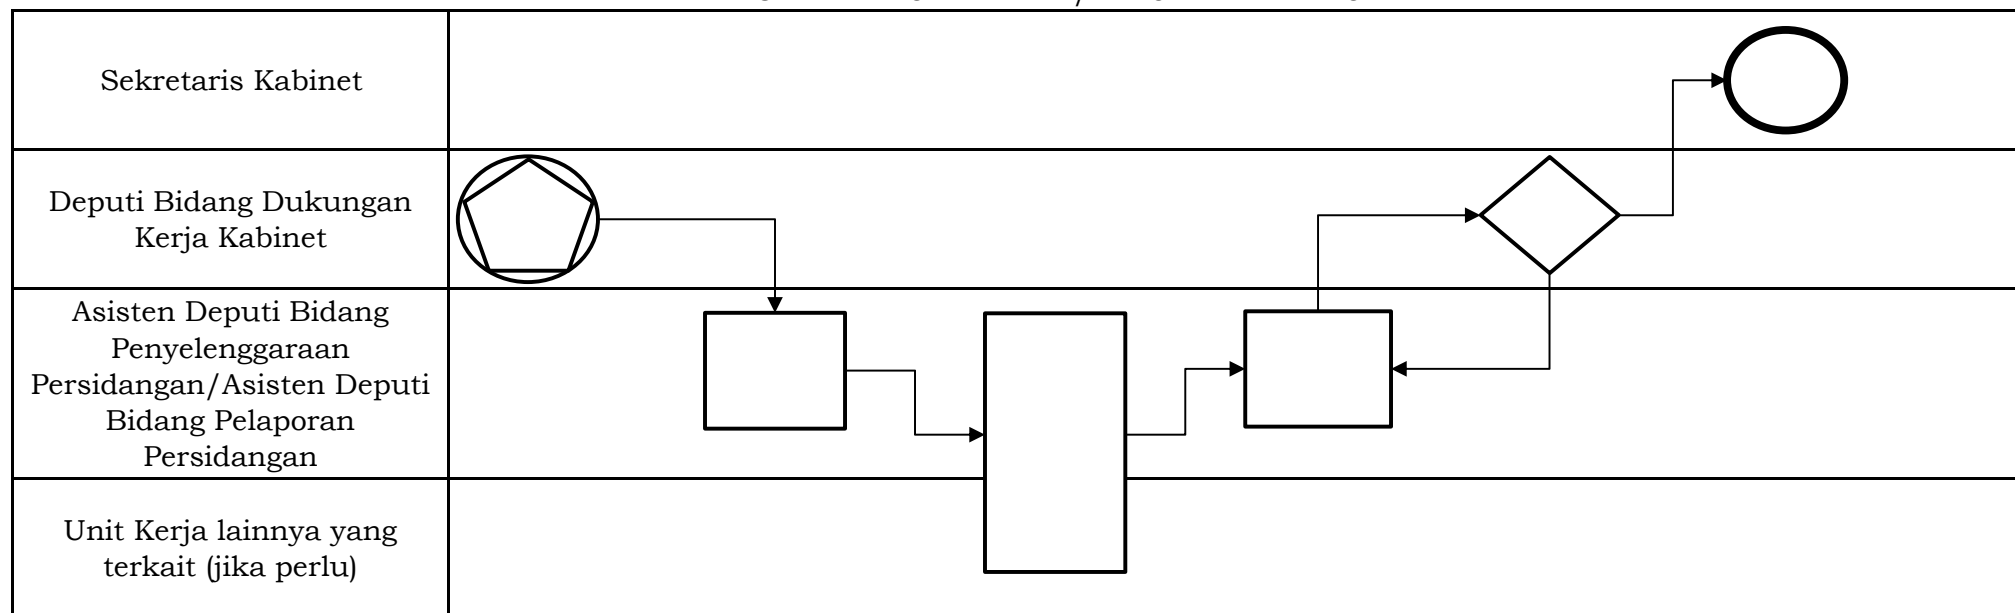 Sekretaris Kabinet
Deputi Bidang Dukungan
Kerja Kabinet
Asisten Deputi Bidang
Penyelenggaraan
Persidangan/Asisten Deputi
Bidang Pelaporan
Persidangan
Unit Kerja lainnya yang
terkait (jika perlu)